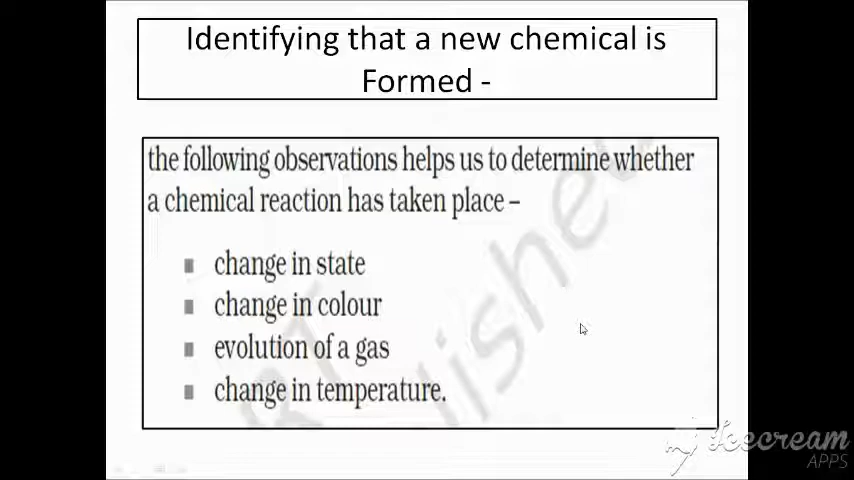 Identifying that a new chemical is
Formed -
the following observations helps us to determine whether
a chemical reaction has taken place –
change in state
change in colour
evolution of a gas
change in temperature.
Icecream
APPS